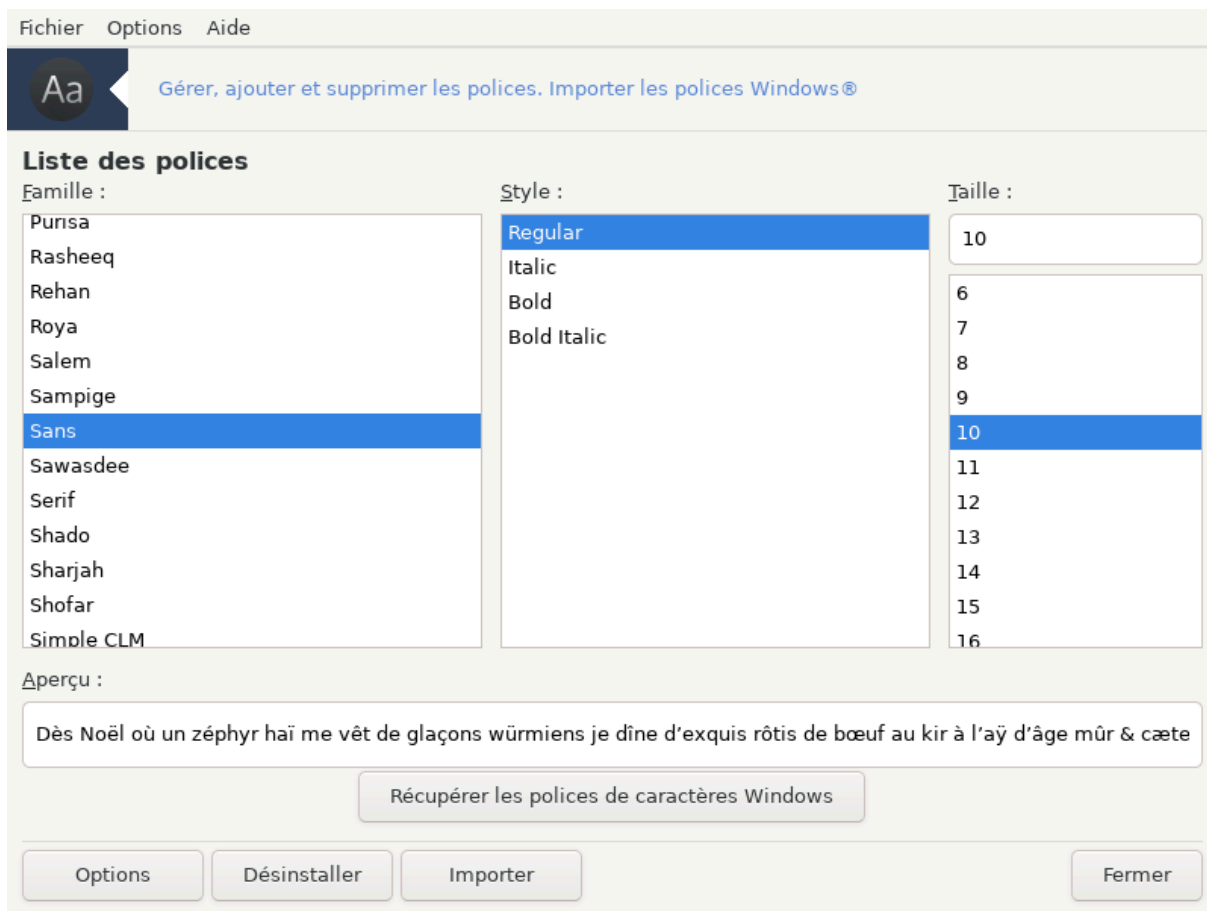 Fichier Options Aide
Aa
Gérer, ajouter et supprimer les polices. Importer les polices Windows®
Liste des polices
Famille :
Purisa
Rasheeq
Rehan
Roya
Salem
Sampige
Sans
Sawasdee
Serif
Shado
Sharjah
Shofar
Simple CLM
Style :
Regular
Italic
Bold
Bold Italic
Taille :
10
6
7
8
9
10
11
12
13
14
15
16
Aperçu :
Dès Noël où un zéphyr haï me vêt de glaçons würmiens je dîne d’exquis rôtis de bœuf au kir à l’aÿ d’âge mûr & cæte
Récupérer les polices de caractères Windows
Options Désinstaller Importer Fermer